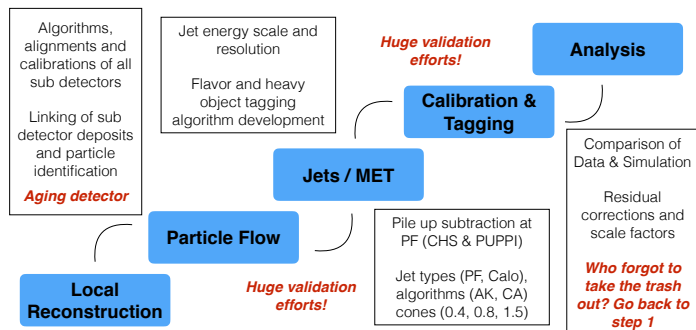 Algorithms,
alignments and
calibrations of all
sub detectors
Linking of sub
detector deposits
and particle
identification
Aging detector
Jet energy scale and
resolution
Flavor and heavy
object tagging
algorithm development
Huge validation
efforts!
Analysis
Calibration &
Tagging
Jets / MET
Particle Flow
Local
Reconstruction
Huge validation
efforts!
Pile up subtraction at
PF (CHS & PUPPI)
Jet types (PF, Calo),
algorithms (AK, CA)
cones (0.4, 0.8, 1.5)
Comparison of
Data & Simulation
Residual
corrections and
scale factors
Who forgot to
take the trash
out? Go back to
step 1